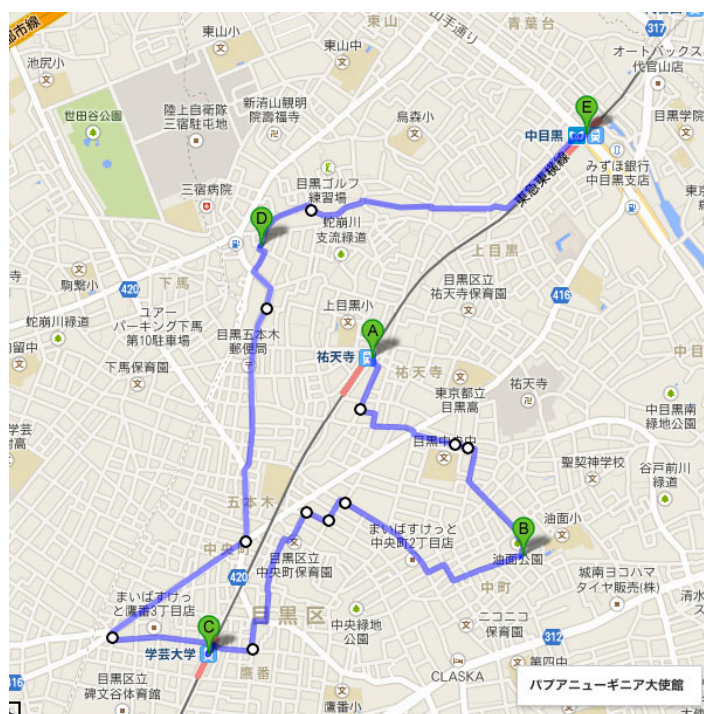 都市線
東山小
東山
山手通り
青葉台
317
オートバックス
代官山店
池尻小
東山中
世田谷公園
陸上自衛隊
三宿駐屯地
新清山観明
院壽福寺
烏森小
E
中目黒
目黒学院
みずほ銀行
中目黒支店
三宿病院
目黒ゴルフ
練習場
東急東横線
D
蛇崩川
支流緑道
上目黒
下馬
駒繋小
420
ユアー
パーキング下馬
第10駐車場
目黒区立
祐天寺保育園
416
上目黒小
A
蛇崩川緑道
目黒五本木
郵便局
祐天寺
下馬保育園
祐天寺
東京都立
目黒高
祐天寺
目黒中央中
目黒中南
緑地公園
聖契神学校
谷戸前川
緑道
五本木
B
油面小
油面公園
まいばすけっと
中央町2丁目店
中央町
目黒区立
中央町保育園
420
中町
城南ヨコハマ
タイヤ販売(株)
まいばすけっ
と鷹番3丁目店
目黒区
C
中央緑地
公園
ニコニコ
保育園
312
学芸大学
416
目黒区立
碑文谷体育館
鷹番
CLASKA
第四中
鷹番小
パプアニューギニア大使館